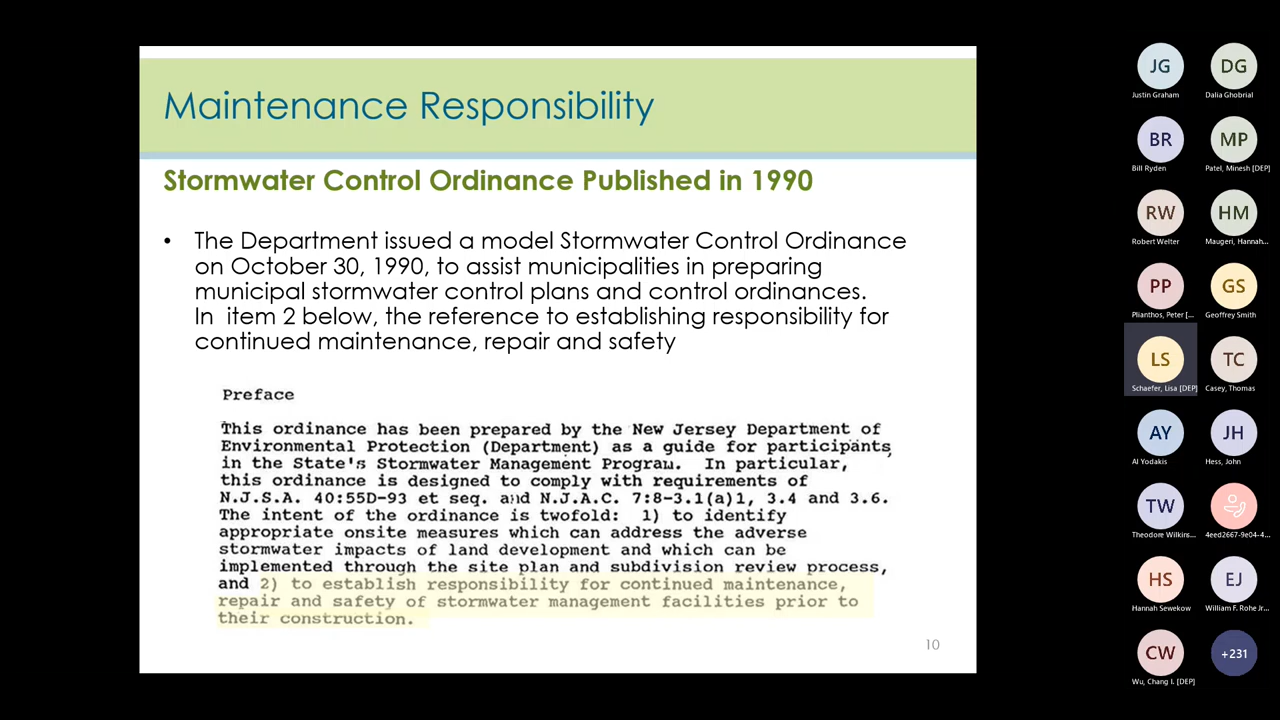 Maintenance Responsibility
Stormwater Control Ordinance Published in 1990
• The Department issued a model Stormwater Control Ordinance
on October 30, 1990, to assist municipalities in preparing
municipal stormwater control plans and control ordinances.
In item 2 below, the reference to establishing responsibility for
continued maintenance, repair and safety
Preface
This ordinance has been prepared by the New Jersey Department of
Environmental Protection (Department) as a guide for participants
in the State's Stormwater Management Program. In particular,
this ordinance is designed to comply with requirements of
N.J.S.A. 40:55D-93 et seq. and N.J.A.C. 7:8-3.1(a)1, 3.4 and 3.6.
The intent of the ordinance is twofold: 1) to identify
appropriate onsite measures which can address the adverse
stormwater impacts of land development and which can be
implemented through the site plan and subdivision review process,
and 2) to establish responsibility for continued maintenance,
repair and safety of stormwater management facilities prior to
their construction.
10
JG
Justin Graham
DG
Dalia Ghobrial
BR
Bill Ryden
MP
Patel, Minesh [DEP]
RW
Robert Welter
HM
Maugeri, Hannah...
PP
Plianthos, Peter [...
GS
Geoffrey Smith
LS
Schaefer, Lisa [DEP]
TC
Casey, Thomas
AY
Al Yodakis
JH
Hess, John
TW
Theodore Wilkins...
4eed2667-9e04-4...
HS
Hannah Sewekow
EJ
William F. Rohe Jr...
CW
Wu, Chang I. [DEP]
+231